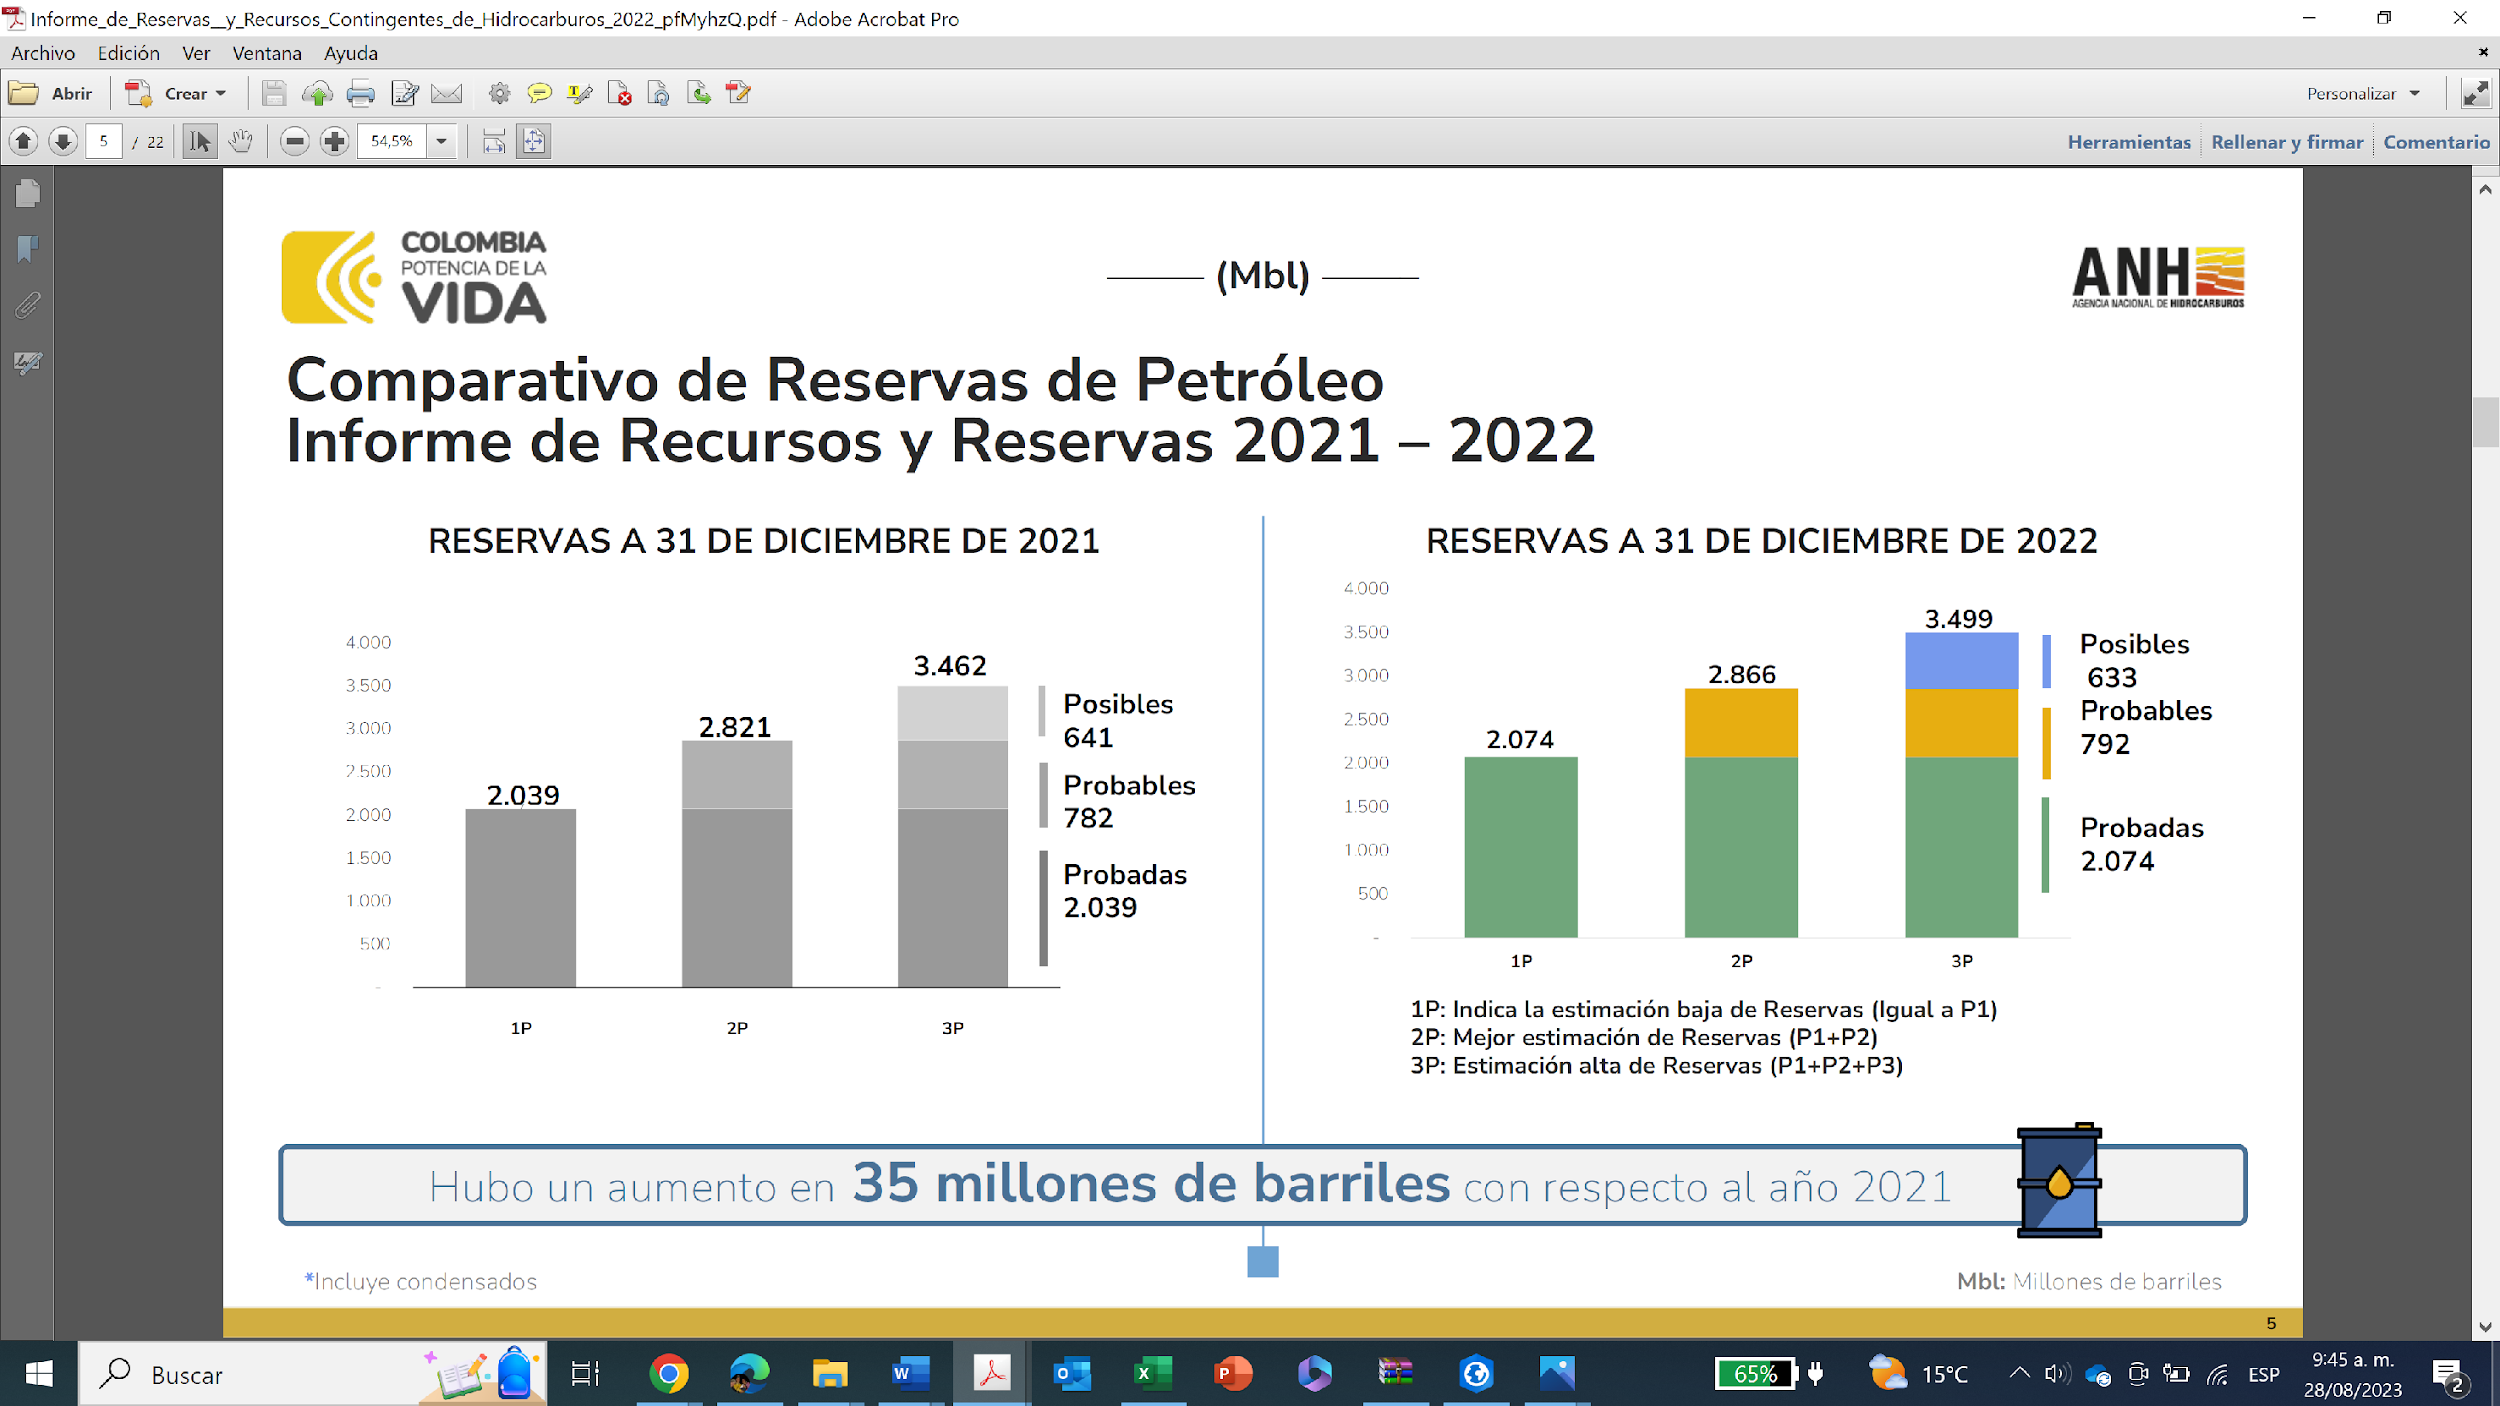 Informe_de_Reservas__y_Recursos_Contingentes_de_Hidrocarburos_2022_pfMyhzQ.pdf - Adobe Acrobat Pro
Archivo Edición Ver Ventana Ayuda
Abrir Crear Personalizar
5 / 22 54,5% Herramientas Rellenar y firmar Comentario
COLOMBIA
POTENCIA DE LA
VIDA
(Mbl)
ANH
AGENCIA NACIONAL DE HIDROCARBUROS
Comparativo de Reservas de Petróleo
Informe de Recursos y Reservas 2021 – 2022
RESERVAS A 31 DE DICIEMBRE DE 2021
4.000
3.500
3.000
2.500
2.000
1.500
1.000
500
-
2.039
2.821
3.462
1P
2P
3P
Posibles
641
Probables
782
Probadas
2.039
RESERVAS A 31 DE DICIEMBRE DE 2022
4.000
3.500
3.000
2.500
2.000
1.500
1.000
500
-
2.074
2.866
3.499
1P
2P
3P
Posibles
633
Probables
792
Probadas
2.074
1P: Indica la estimación baja de Reservas (Igual a P1)
2P: Mejor estimación de Reservas (P1+P2)
3P: Estimación alta de Reservas (P1+P2+P3)
Hubo un aumento en 35 millones de barriles con respecto al año 2021
*Incluye condensados
Mbl: Millones de barriles
5
Buscar
65%
15°C
ESP
9:45 a. m.
28/08/2023
2